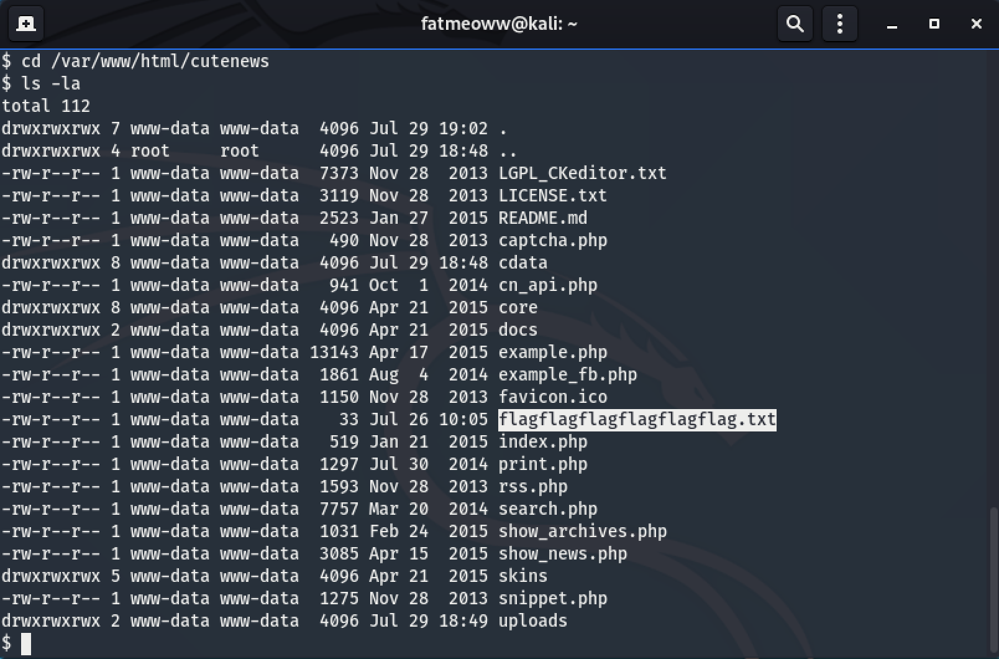 fatmeoww@kali: ~
$ cd /var/www/html/cutenews
$ ls -la
total 112
drwxrwxrwx 7 www-data www-data  4096 Jul 29 19:02 .
drwxrwxrwx 4 root     root      4096 Jul 29 18:48 ..
-rw-r--r-- 1 www-data www-data  7373 Nov 28  2013 LGPL_CKeditor.txt
-rw-r--r-- 1 www-data www-data  3119 Nov 28  2013 LICENSE.txt
-rw-r--r-- 1 www-data www-data  2523 Jan 27  2015 README.md
-rw-r--r-- 1 www-data www-data   490 Nov 28  2013 captcha.php
drwxrwxrwx 8 www-data www-data  4096 Jul 29 18:48 cdata
-rw-r--r-- 1 www-data www-data   941 Oct  1  2014 cn_api.php
drwxrwxrwx 8 www-data www-data  4096 Apr 21  2015 core
drwxrwxrwx 2 www-data www-data  4096 Apr 21  2015 docs
-rw-r--r-- 1 www-data www-data 13143 Apr 17  2015 example.php
-rw-r--r-- 1 www-data www-data  1861 Aug  4  2014 example_fb.php
-rw-r--r-- 1 www-data www-data  1150 Nov 28  2013 favicon.ico
-rw-r--r-- 1 www-data www-data    33 Jul 26 10:05 flagflagflagflagflagflag.txt
-rw-r--r-- 1 www-data www-data   519 Jan 21  2015 index.php
-rw-r--r-- 1 www-data www-data  1297 Jul 30  2014 print.php
-rw-r--r-- 1 www-data www-data  1593 Nov 28  2013 rss.php
-rw-r--r-- 1 www-data www-data  7757 Mar 20  2014 search.php
-rw-r--r-- 1 www-data www-data  1031 Feb 24  2015 show_archives.php
-rw-r--r-- 1 www-data www-data  3085 Apr 15  2015 show_news.php
drwxrwxrwx 5 www-data www-data  4096 Apr 21  2015 skins
-rw-r--r-- 1 www-data www-data  1275 Nov 28  2013 snippet.php
drwxrwxrwx 2 www-data www-data  4096 Jul 29 18:49 uploads
$